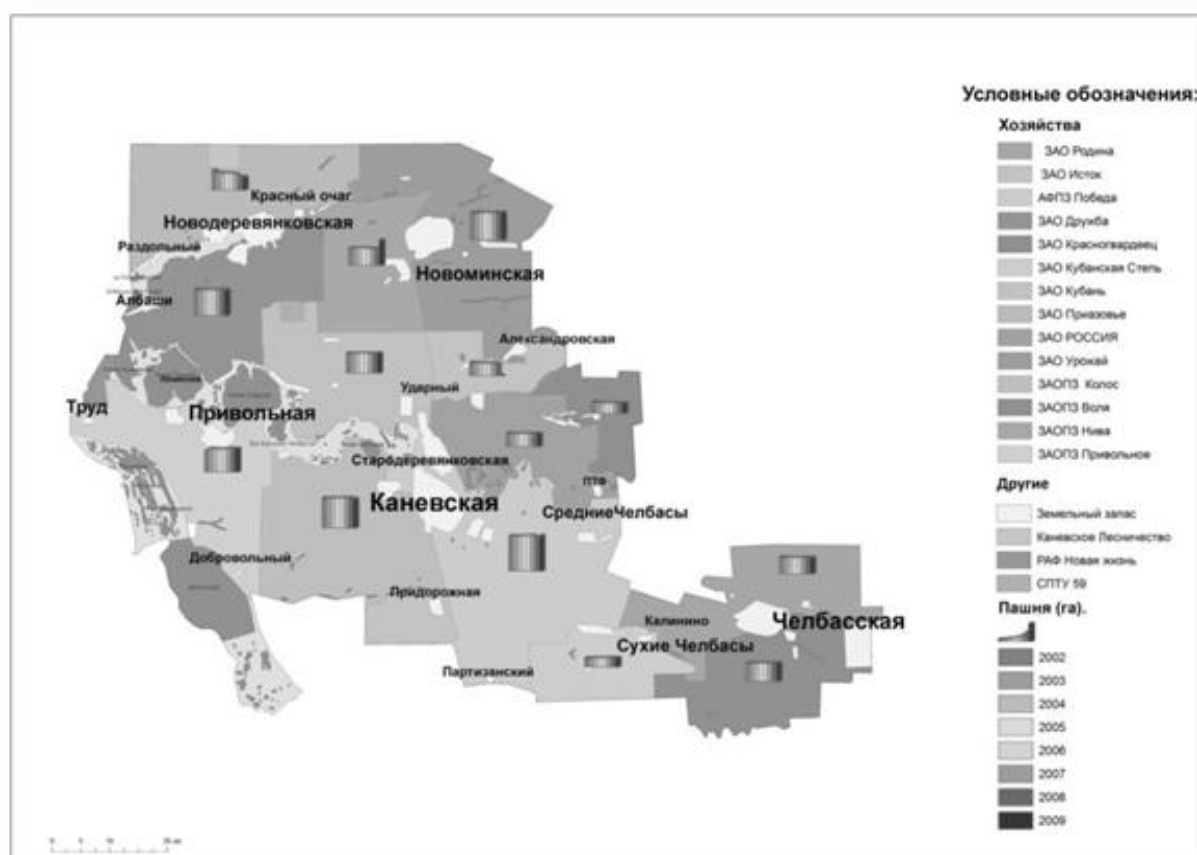 Условные обозначения:
Хозяйства
ЗАО Родина
ЗАО Исток
АФПЗ Победа
ЗАО Дружба
ЗАО Красногвардеец
ЗАО Кубанская Степь
ЗАО Кубань
ЗАО Приазовье
ЗАО РОССИЯ
ЗАО Урожай
ЗАОПЗ Колос
ЗАОПЗ Воля
ЗАОПЗ Нива
ЗАОПЗ Привольное
Другие
Земельный запас
Каневское Лесничество
РАФ Новая жизнь
СПТУ 59
Пашня (га).
2002
2003
2004
2005
2006
2007
2008
2009
Красный очаг
Новодеревянковская
Раздольный
Новоминская
Албаши
Александровская
Ударный
Труд
Привольная
Стародеревянковская
ПТФ
Каневская
СредниеЧелбасы
Добровольный
Придорожная
Калинино
Челбасская
Сухие Челбасы
Партизанский